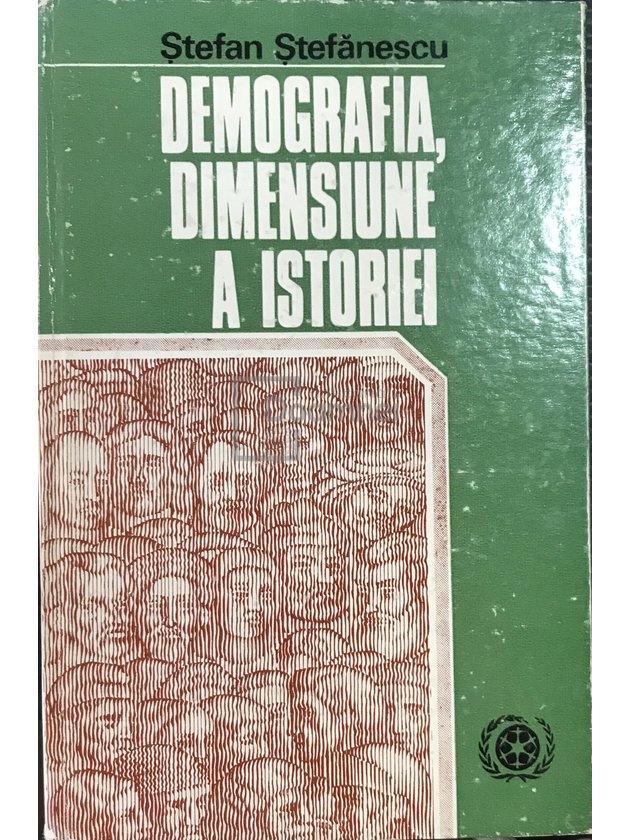 Ștefan Ștefănescu
DEMOGRAFIA,
DIMENSIUNE
A ISTORIEI